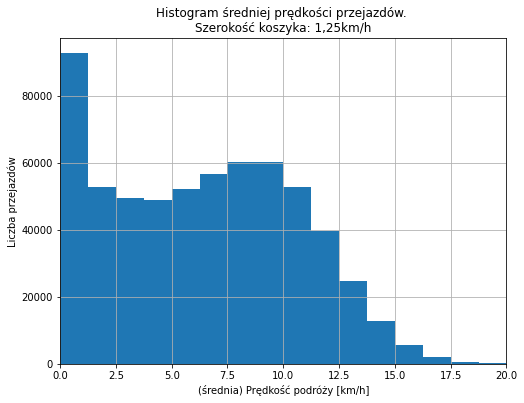 Histogram średniej prędkości przejazdów.
Szerokość koszyka: 1,25km/h
Liczba przejazdów
80000
60000
40000
20000
0
0.0 2.5 5.0 7.5 10.0 12.5 15.0 17.5 20.0
(średnia) Prędkość podróży [km/h]